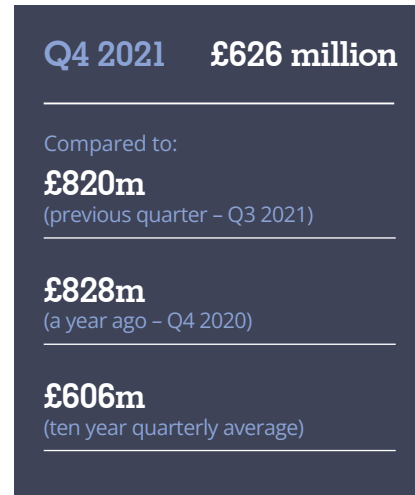 Q4 2021 £626 million
Compared to:
£820m
(previous quarter – Q3 2021)
£828m
(a year ago – Q4 2020)
£606m
(ten year quarterly average)